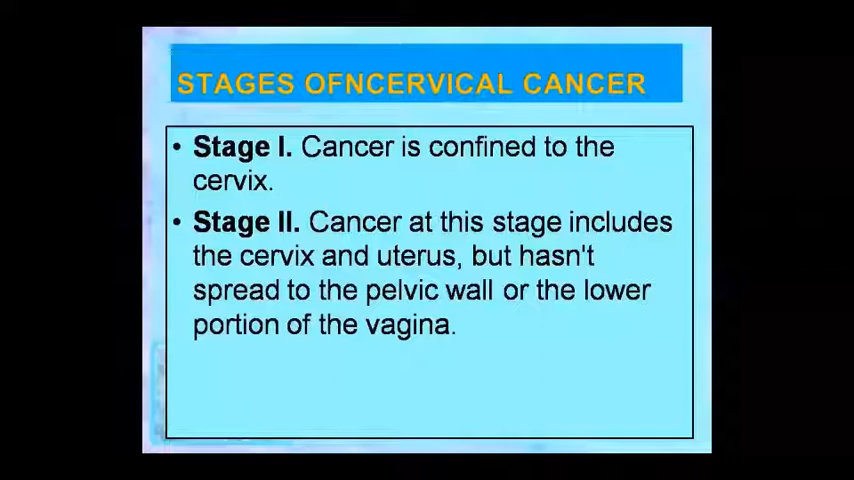 STAGES OFNCERVICAL CANCER
• Stage I. Cancer is confined to the
cervix.
• Stage II. Cancer at this stage includes
the cervix and uterus, but hasn't
spread to the pelvic wall or the lower
portion of the vagina.